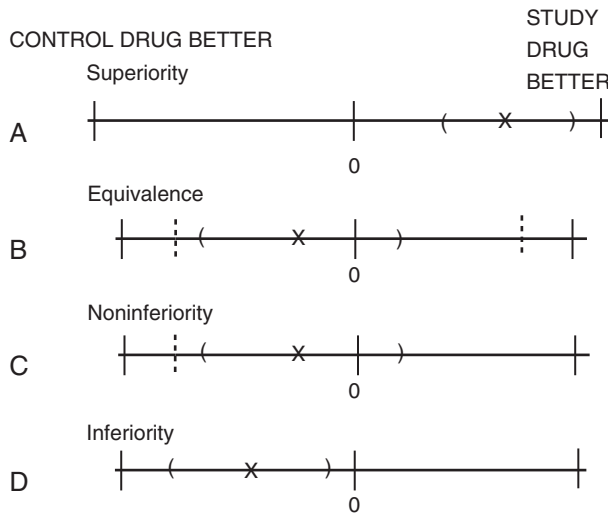 CONTROL DRUG BETTER
STUDY
DRUG
BETTER
Superiority
A
( X )
0
Equivalence
B
( X )
0
Noninferiority
C
( X )
0
Inferiority
D
( X )
0